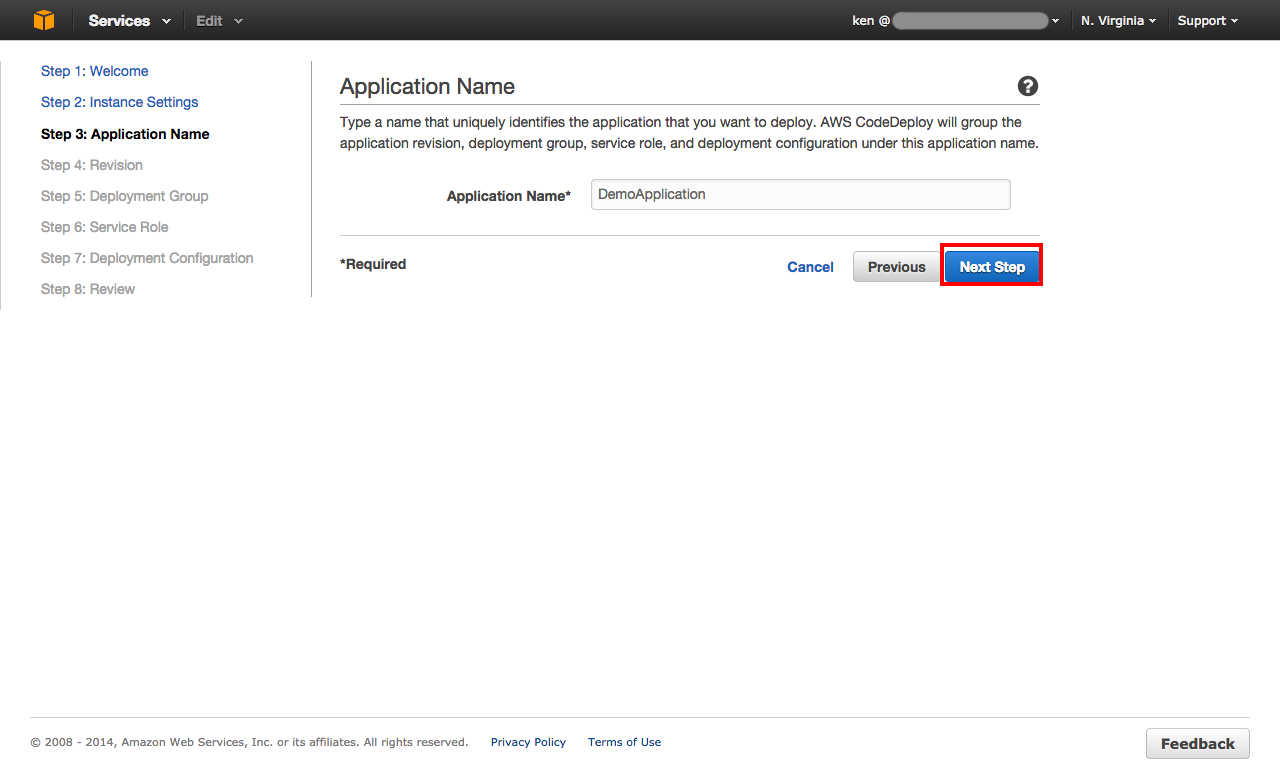 Services Edit ken @ N. Virginia Support
Step 1: Welcome
Step 2: Instance Settings
Step 3: Application Name
Step 4: Revision
Step 5: Deployment Group
Step 6: Service Role
Step 7: Deployment Configuration
Step 8: Review
Application Name ?
Type a name that uniquely identifies the application that you want to deploy. AWS CodeDeploy will group the
application revision, deployment group, service role, and deployment configuration under this application name.
Application Name* DemoApplication
*Required Cancel Previous Next Step
© 2008 - 2014, Amazon Web Services, Inc. or its affiliates. All rights reserved. Privacy Policy Terms of Use Feedback